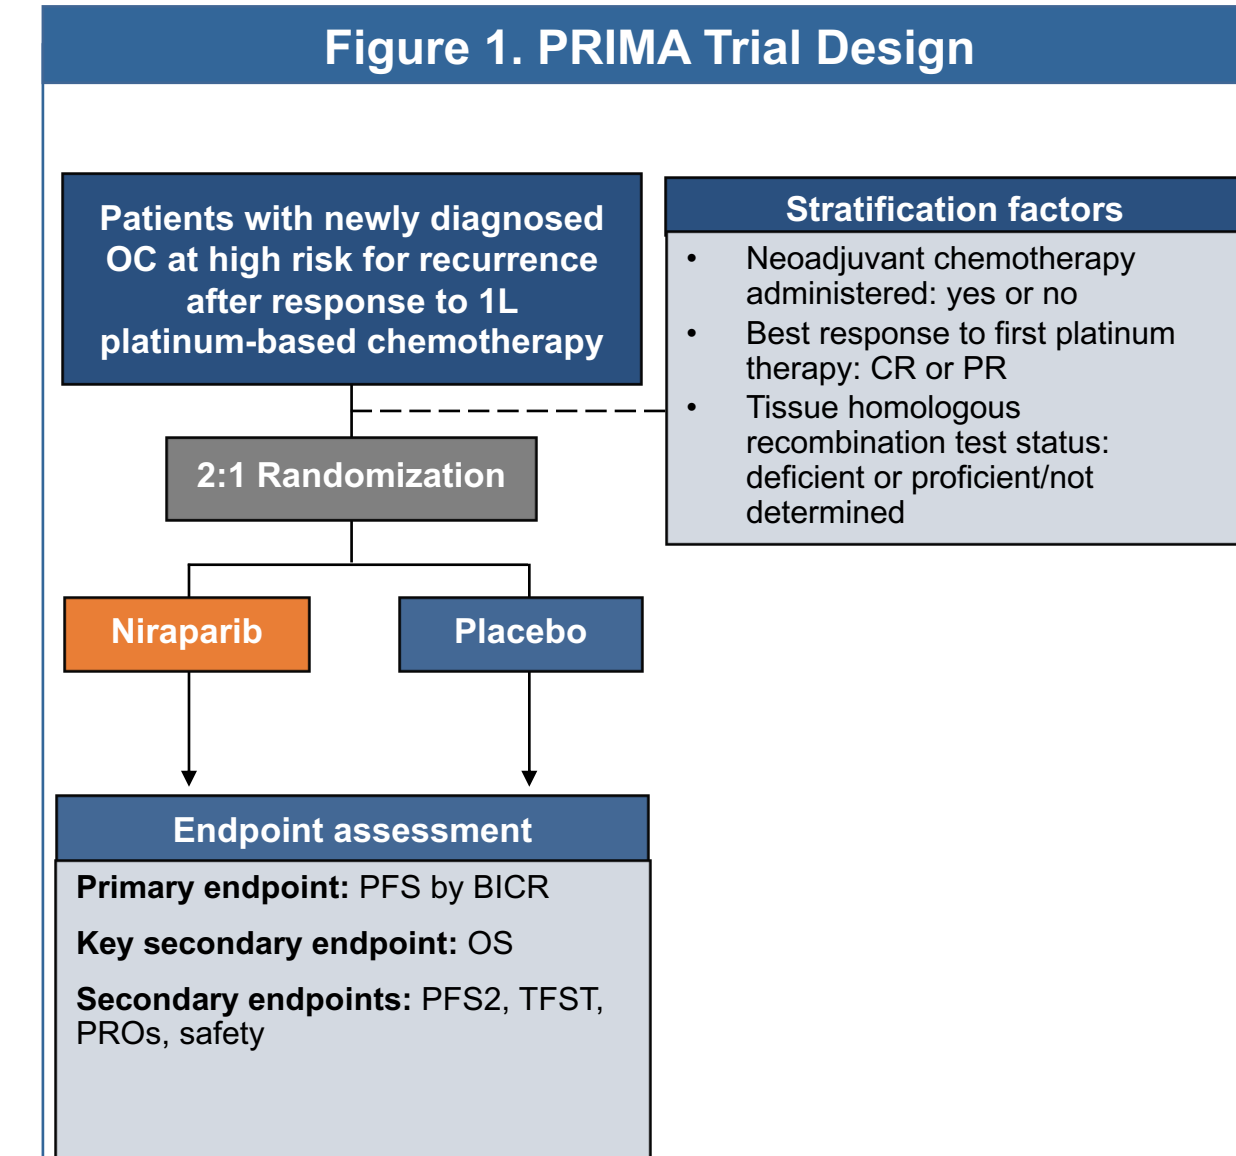 Figure 1. PRIMA Trial Design
Patients with newly diagnosed
OC at high risk for recurrence
after response to 1L
platinum-based chemotherapy
Stratification factors
• Neoadjuvant chemotherapy
administered: yes or no
• Best response to first platinum
therapy: CR or PR
• Tissue homologous
recombination test status:
deficient or proficient/not
determined
2:1 Randomization
Niraparib
Placebo
Endpoint assessment
Primary endpoint: PFS by BICR
Key secondary endpoint: OS
Secondary endpoints: PFS2, TFST,
PROs, safety